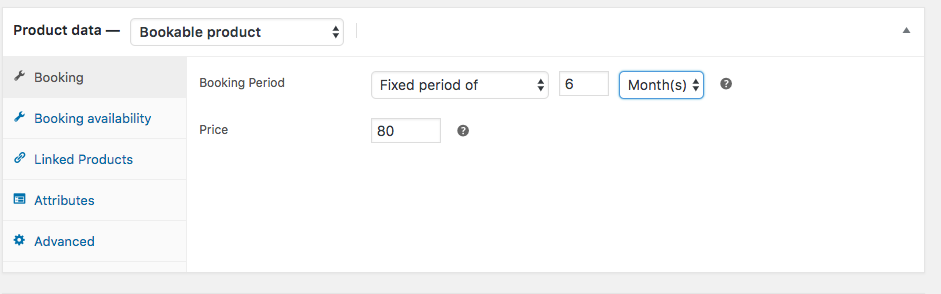 Product data — Bookable product
Booking
Booking Period Fixed period of 6 Month(s) ?
Booking availability
Price 80 ?
Linked Products
Attributes
Advanced